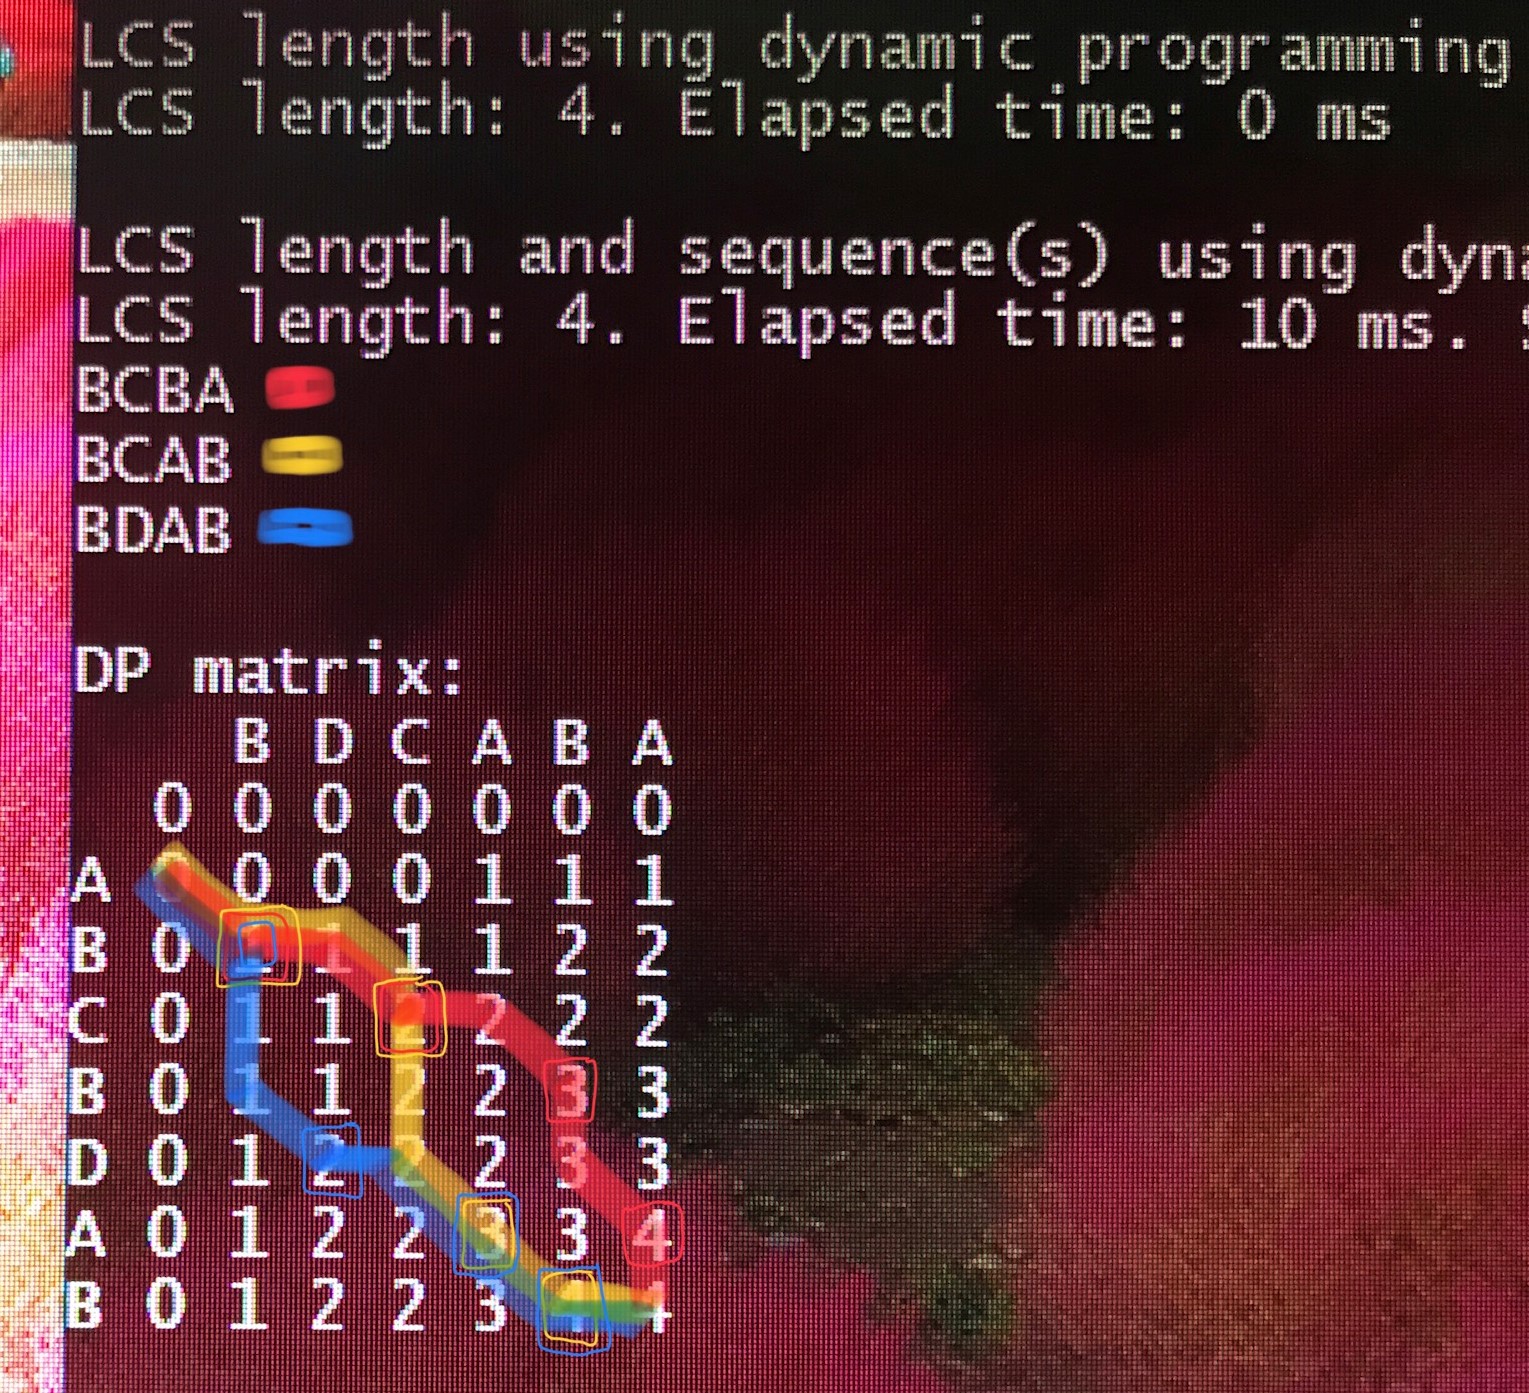 LCS length using dynamic programming
LCS length: 4. Elapsed time: 0 ms
LCS length and sequence(s) using
LCS length: 4. Elapsed time: 10 ms.
BCBA
BCAB
BDAB
DP matrix:
B D C A B A
0 0 0 0 0 0 0
A 0 0 0 0 1 1 1
B 0 1 1 1 1 2 2
C 0 1 1 2 2 2 2
B 0 1 1 2 2 3 3
D 0 1 2 2 2 3 3
A 0 1 2 2 3 3 4
B 0 1 2 2 3 4 4